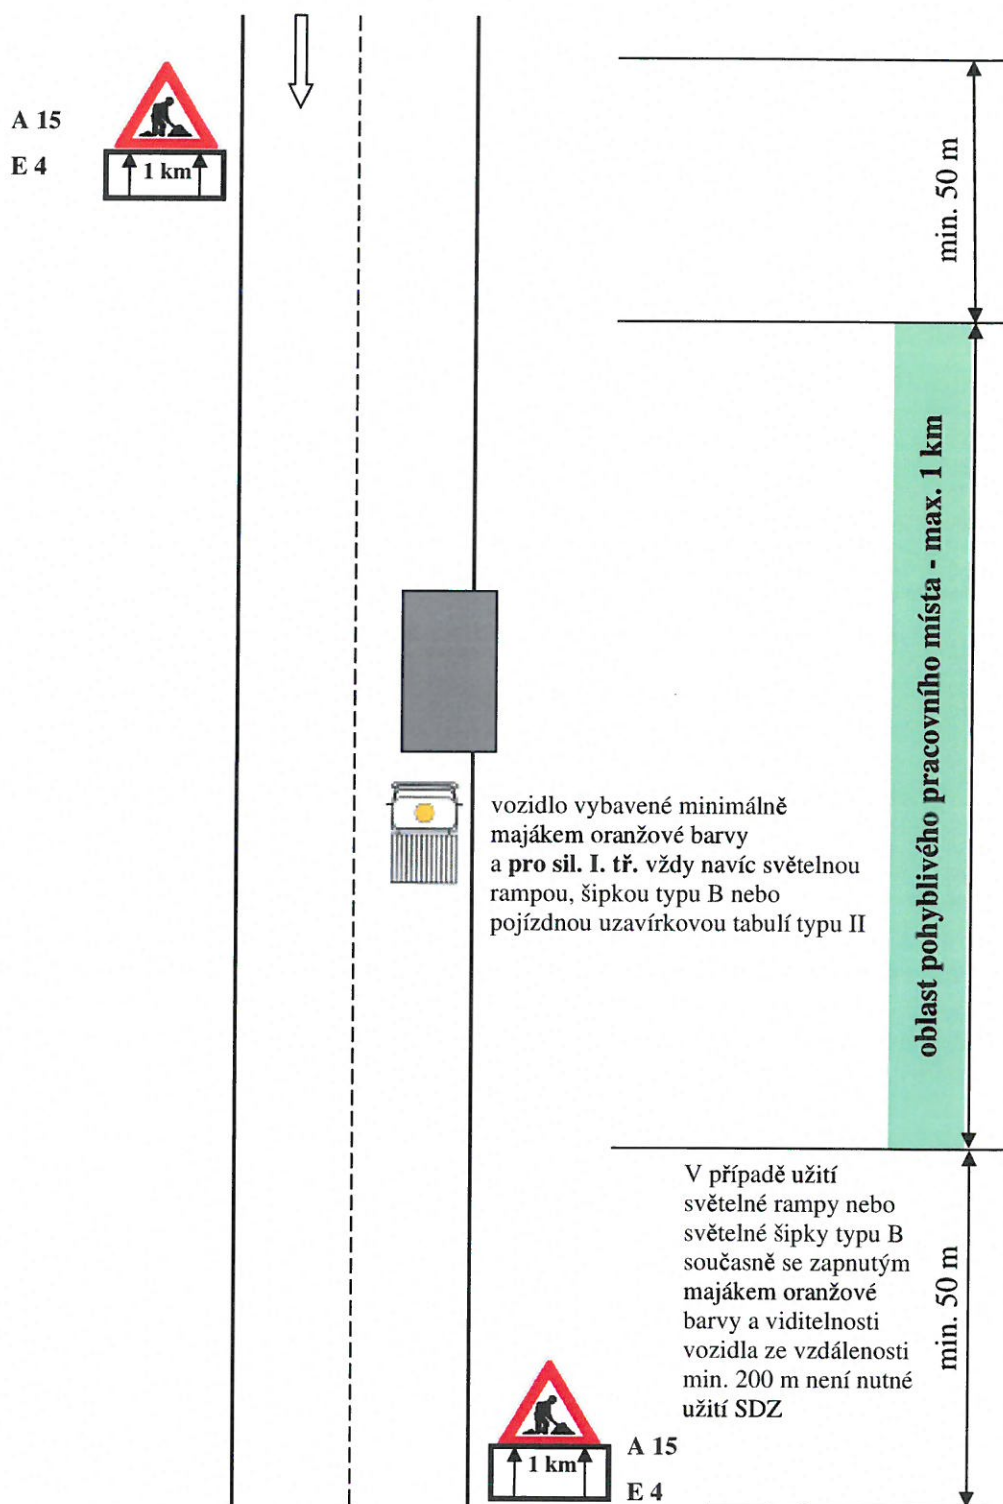 A 15
E 4
1 km
min. 50 m
oblast pohyblivého pracovního místa - max. 1 km
vozidlo vybavené minimálně
majákem oranžové barvy
a pro sil. I. tř. vždy navíc světelnou
rampou, šipkou typu B nebo
pojízdnou uzavírkovou tabulí typu II
V případě užití
světelné rampy nebo
světelné šipky typu B
současně se zapnutým
majákem oranžové
barvy a viditelnosti
vozidla ze vzdálenosti
min. 200 m není nutné
užití SDZ
min. 50 m
1 km
A 15
E 4